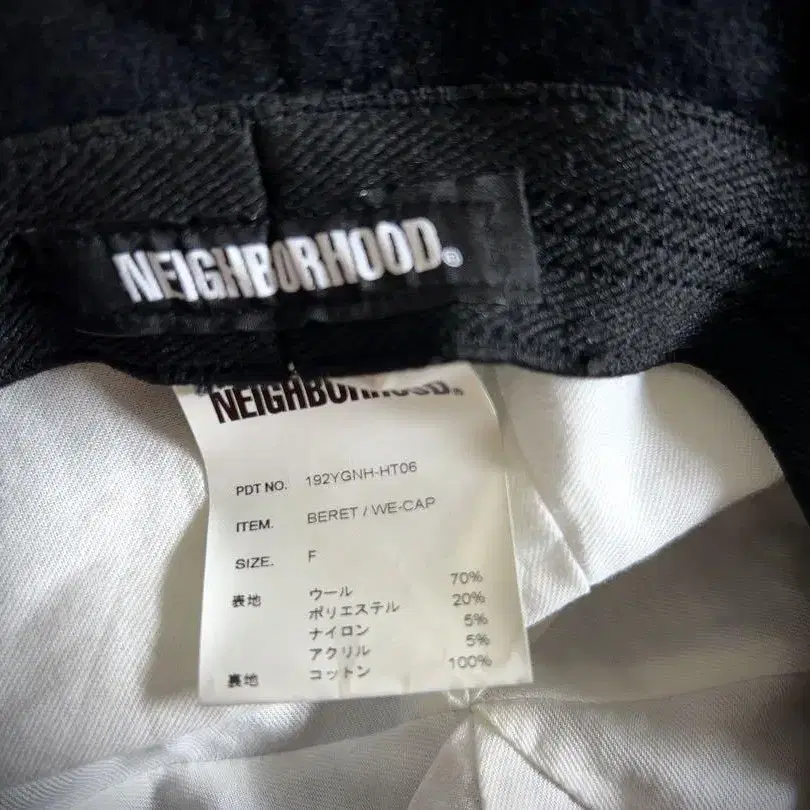 NEIGHBORHOOD®
NEIGHBORHOOD®
PDT NO. 192YGNH-HT06
ITEM. BERET / WE-CAP
SIZE. F
表地 ウール 70%
ポリエステル 20%
ナイロン 5%
アクリル 5%
裏地 コットン 100%